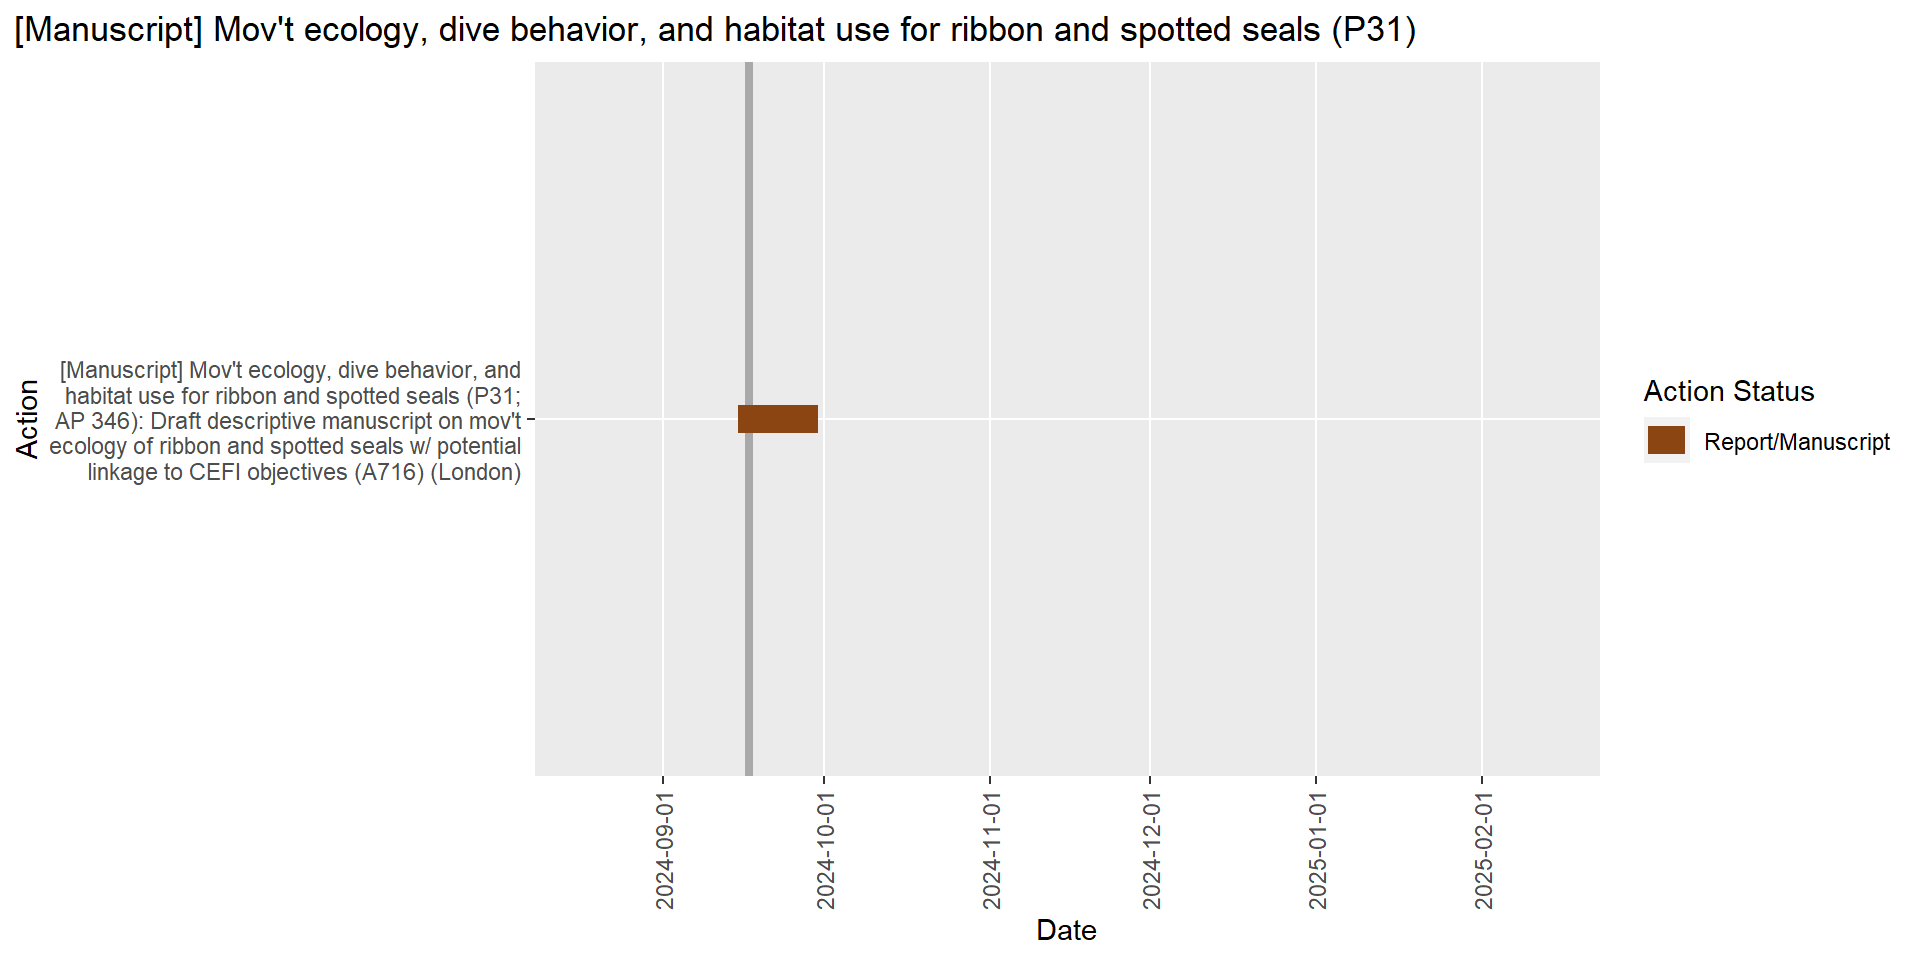 [Manuscript] Mov't ecology, dive behavior, and habitat use for ribbon and spotted seals (P31)
Action
[Manuscript] Mov't ecology, dive behavior, and
habitat use for ribbon and spotted seals (P31;
AP 346): Draft descriptive manuscript on mov't
ecology of ribbon and spotted seals w/ potential
linkage to CEFI objectives (A716) (London)
Action Status
Report/Manuscript
2024-09-01
2024-10-01
2024-11-01
2024-12-01
2025-01-01
2025-02-01
Date